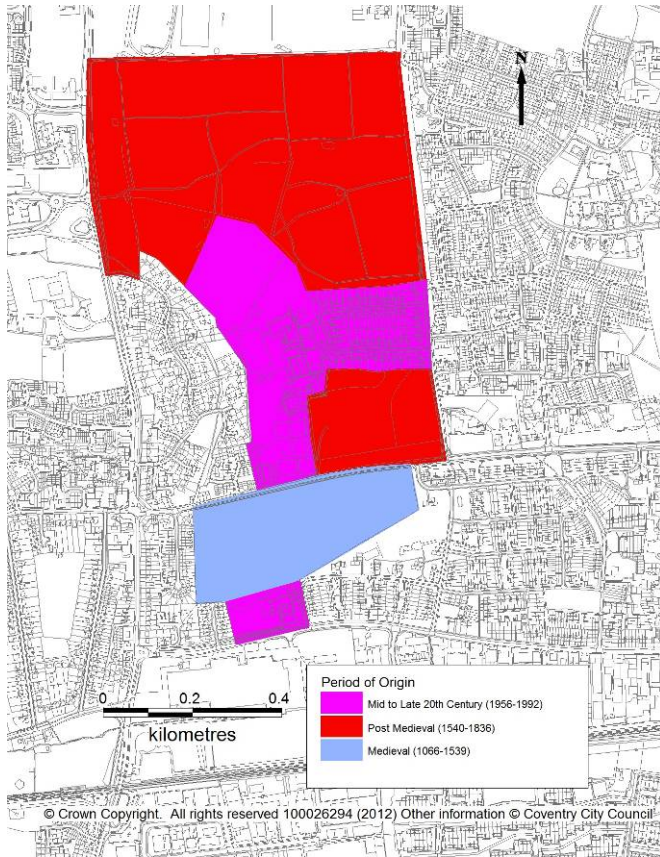 N
Period of Origin
Mid to Late 20th Century (1956-1992)
Post Medieval (1540-1836)
Medieval (1066-1539)
0 0.2 0.4
kilometres
© Crown Copyright. All rights reserved 100026294 (2012) Other information © Coventry City Council